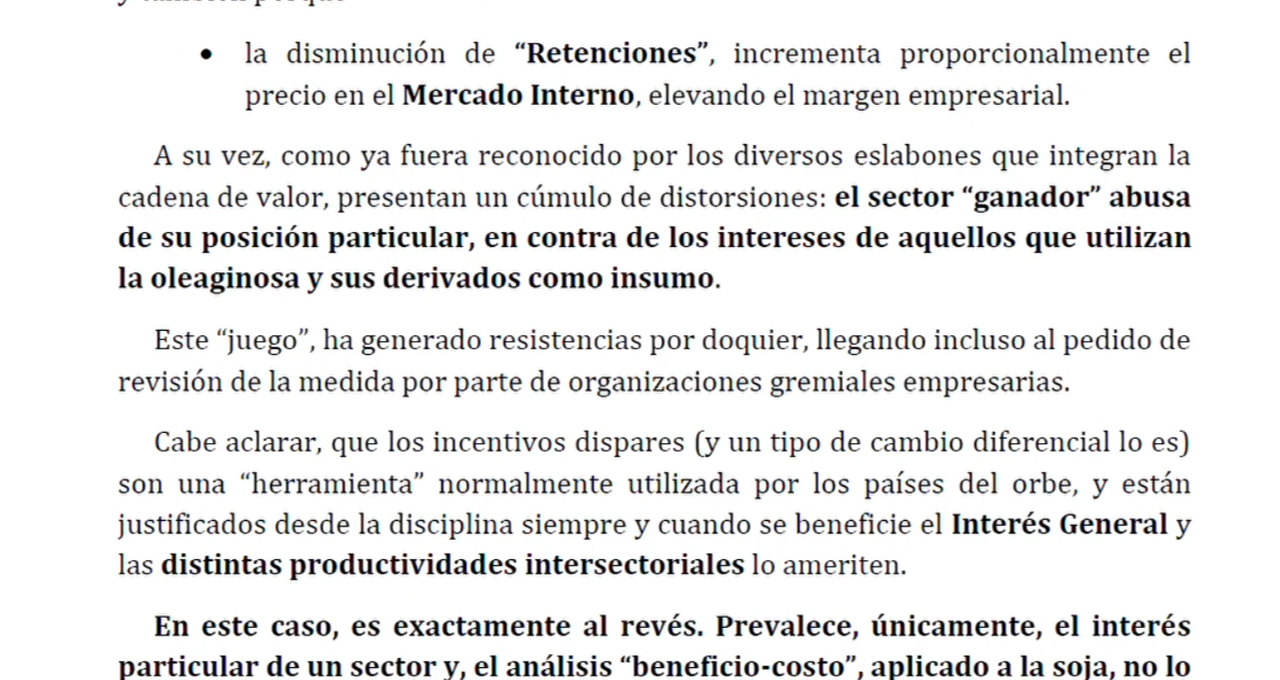 • la disminución de “Retenciones”, incrementa proporcionalmente el
precio en el Mercado Interno, elevando el margen empresarial.
A su vez, como ya fuera reconocido por los diversos eslabones que integran la
cadena de valor, presentan un cúmulo de distorsiones: el sector “ganador” abusa
de su posición particular, en contra de los intereses de aquellos que utilizan
la oleaginosa y sus derivados como insumo.
Este “juego”, ha generado resistencias por doquier, llegando incluso al pedido de
revisión de la medida por parte de organizaciones gremiales empresarias.
Cabe aclarar, que los incentivos dispares (y un tipo de cambio diferencial lo es)
son una “herramienta” normalmente utilizada por los países del orbe, y están
justificados desde la disciplina siempre y cuando se beneficie el Interés General y
las distintas productividades intersectoriales lo ameriten.
En este caso, es exactamente al revés. Prevalece, únicamente, el interés
particular de un sector y, el análisis “beneficio-costo”, aplicado a la soja, no lo